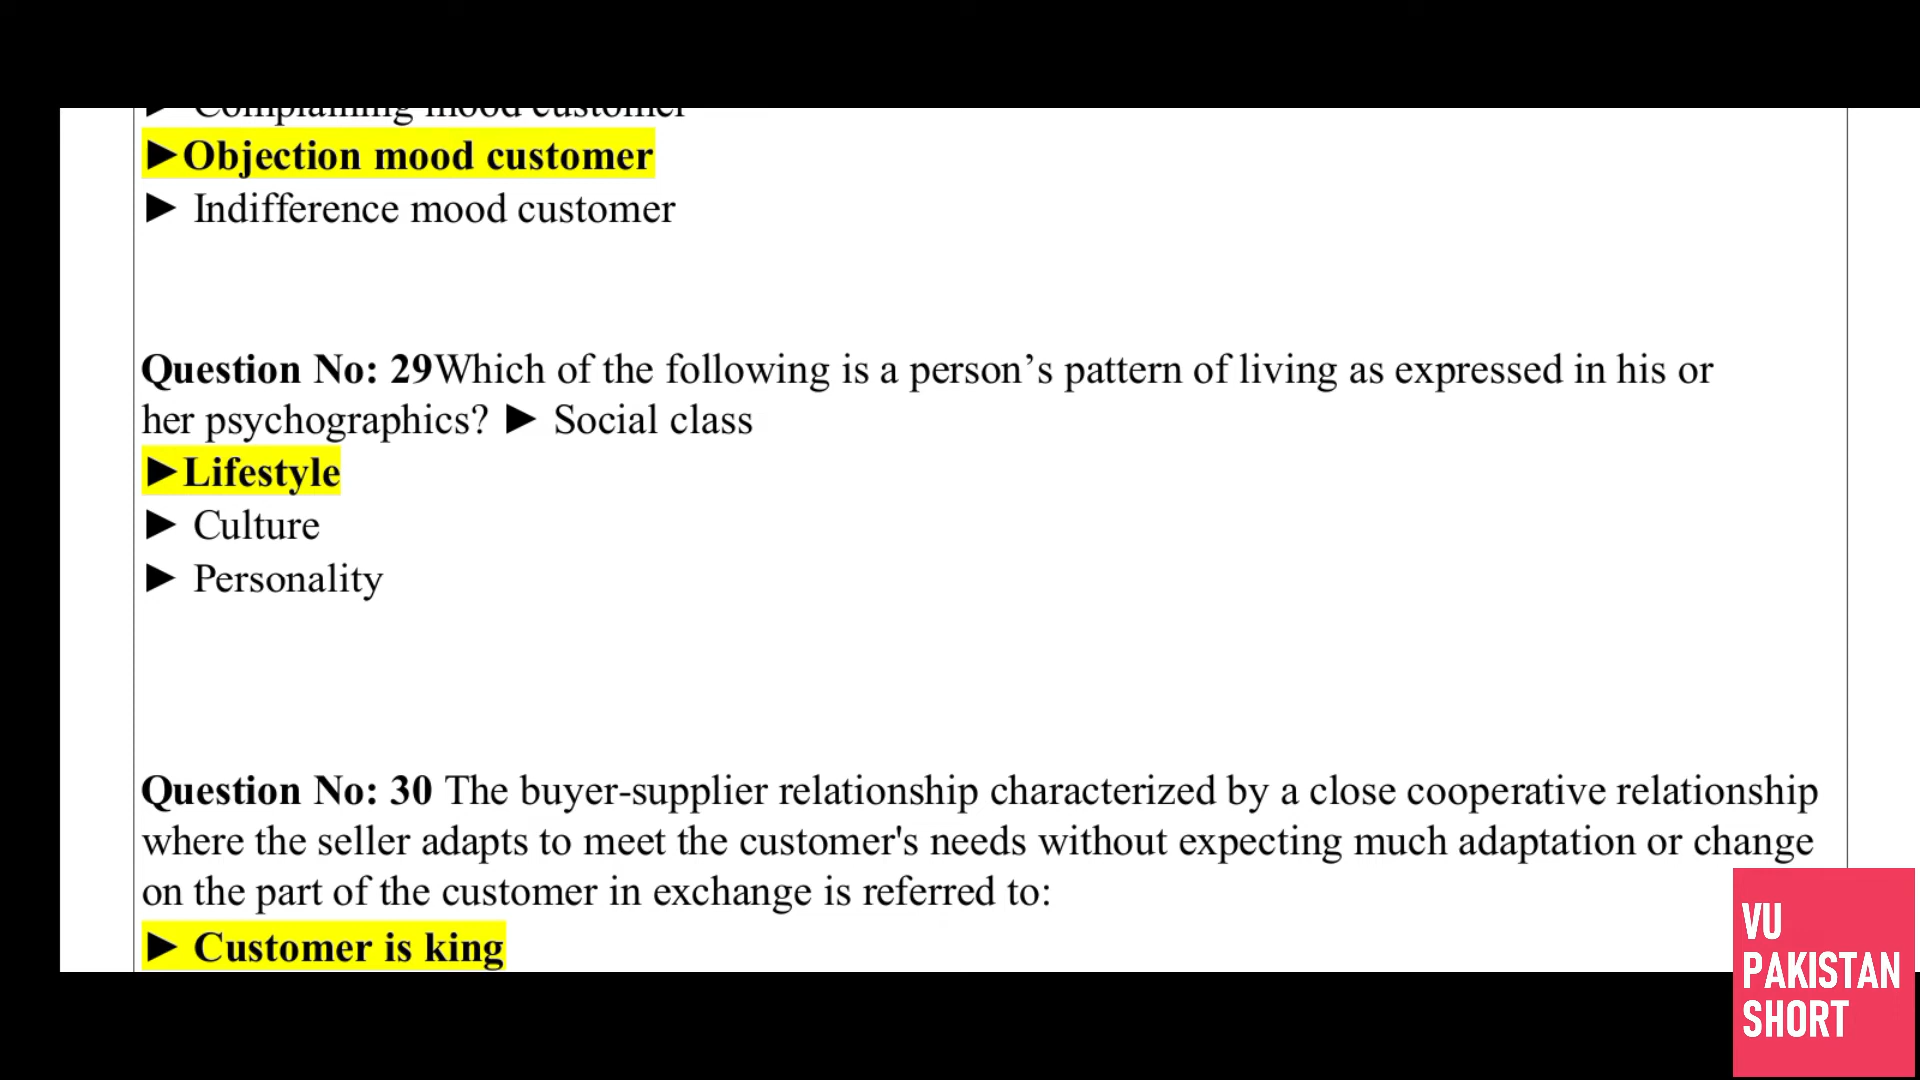 ► Complaining mood customer
►Objection mood customer
► Indifference mood customer
Question No: 29Which of the following is a person’s pattern of living as expressed in his or
her psychographics? ► Social class
►Lifestyle
► Culture
► Personality
Question No: 30 The buyer-supplier relationship characterized by a close cooperative relationship
where the seller adapts to meet the customer's needs without expecting much adaptation or change
on the part of the customer in exchange is referred to:
► Customer is king
VU
PAKISTAN
SHORT